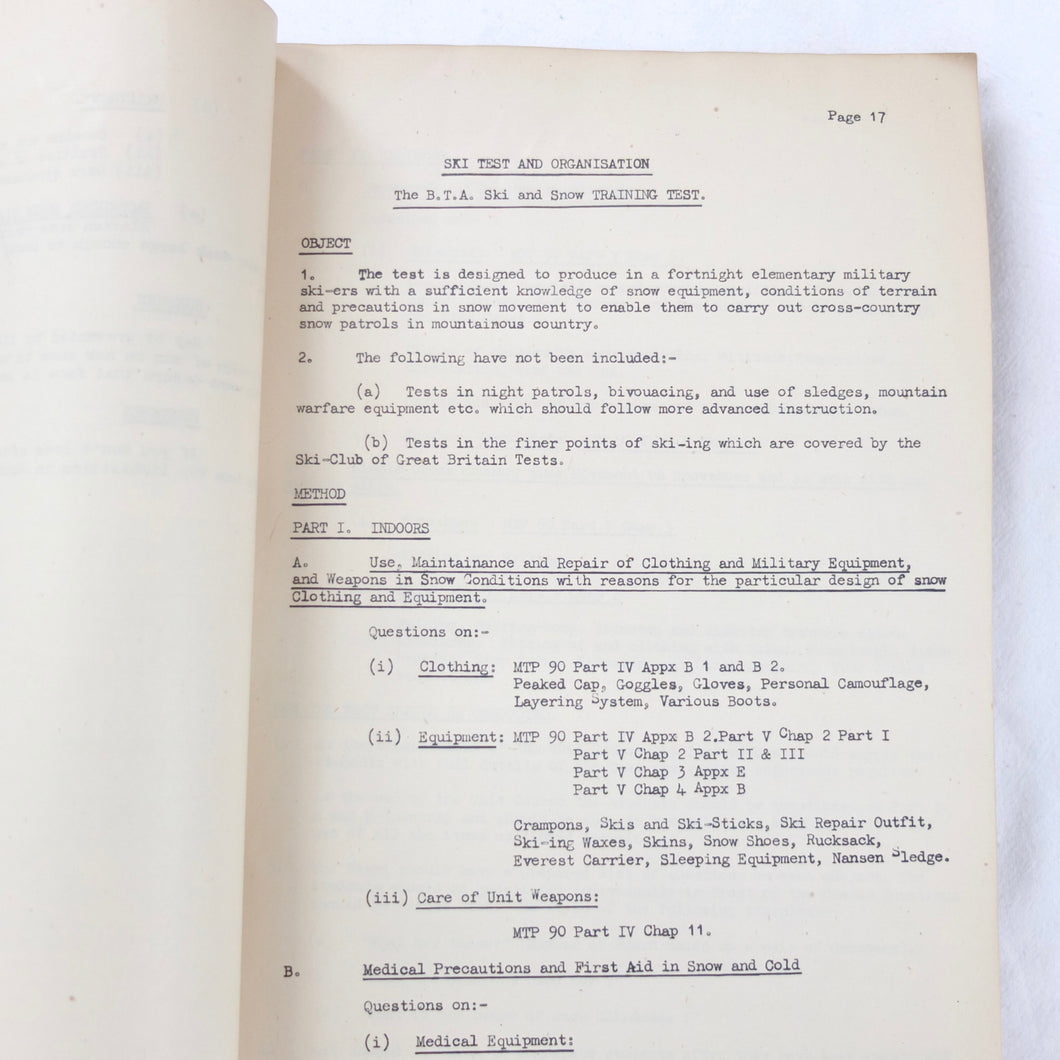 Page 17
SKI TEST AND ORGANISATION
The B.T.A. Ski and Snow TRAINING TEST.
OBJECT
1. The test is designed to produce in a fortnight elementary military
ski-ers with a sufficient knowledge of snow equipment, conditions of terrain
and precautions in snow movement to enable them to carry out cross-country
snow patrols in mountainous country.
2. The following have not been included:-
(a) Tests in night patrols, bivouacing, and use of sledges, mountain
warfare equipment etc. which should follow more advanced instruction.
(b) Tests in the finer points of ski-ing which are covered by the
Ski-Club of Great Britain Tests.
METHOD
PART I. INDOORS
A. Use, Maintainance and Repair of Clothing and Military Equipment,
and Weapons in Snow Conditions with reasons for the particular design of snow
Clothing and Equipment.
Questions on:-
(i) Clothing: MTP 90 Part IV Appx B 1 and B 2.
Peaked Cap, Goggles, Gloves, Personal Camouflage,
Layering System, Various Boots.
(ii) Equipment: MTP 90 Part IV Appx B 2.Part V Chap 2 Part I
Part V Chap 2 Part II & III
Part V Chap 3 Appx E
Part V Chap 4 Appx B
Crampons, Skis and Ski-Sticks, Ski Repair Outfit,
Ski-ing Waxes, Skins, Snow Shoes, Rucksack,
Everest Carrier, Sleeping Equipment, Nansen Sledge.
(iii) Care of Unit Weapons:
MTP 90 Part IV Chap 11.
B. Medical Precautions and First Aid in Snow and Cold
Questions on:-
(i) Medical Equipment: